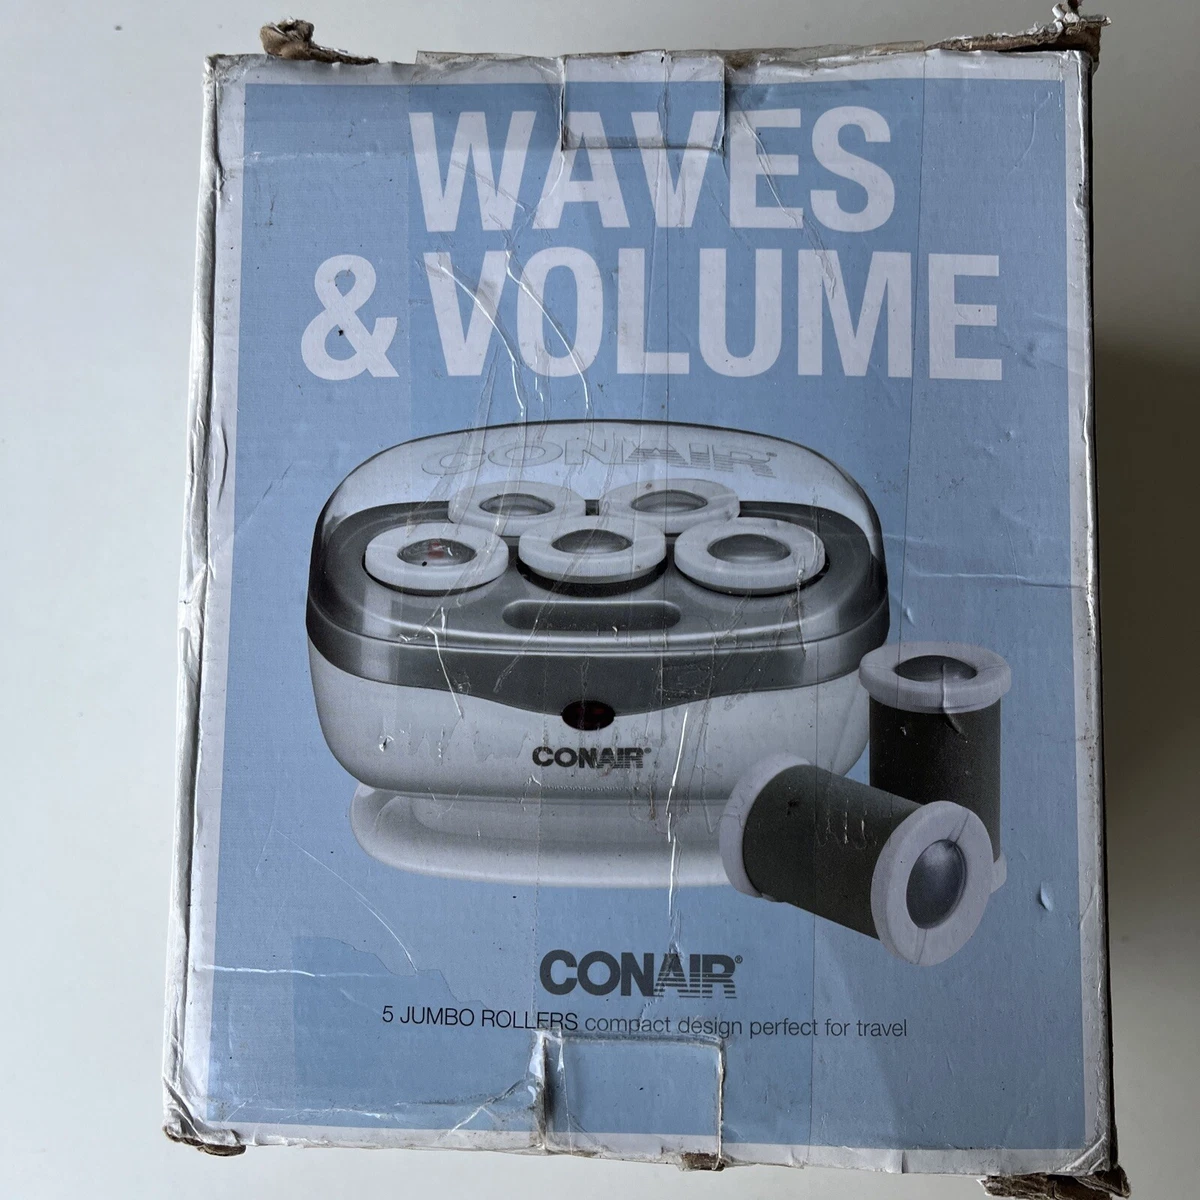 WAVES
& VOLUME
CONAIR®
CONAIR®
CONAIR®
5 JUMBO ROLLERS compact design perfect for travel